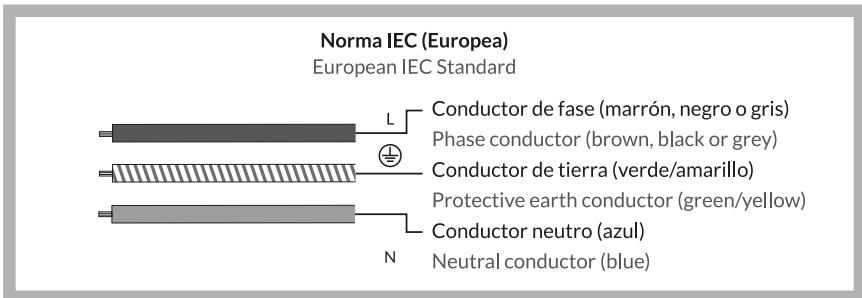 Norma IEC (Europea)
European IEC Standard
L
Conductor de fase (marrón, negro o gris)
Phase conductor (brown, black or grey)
Conductor de tierra (verde/amarillo)
Protective earth conductor (green/yellow)
Conductor neutro (azul)
N
Neutral conductor (blue)